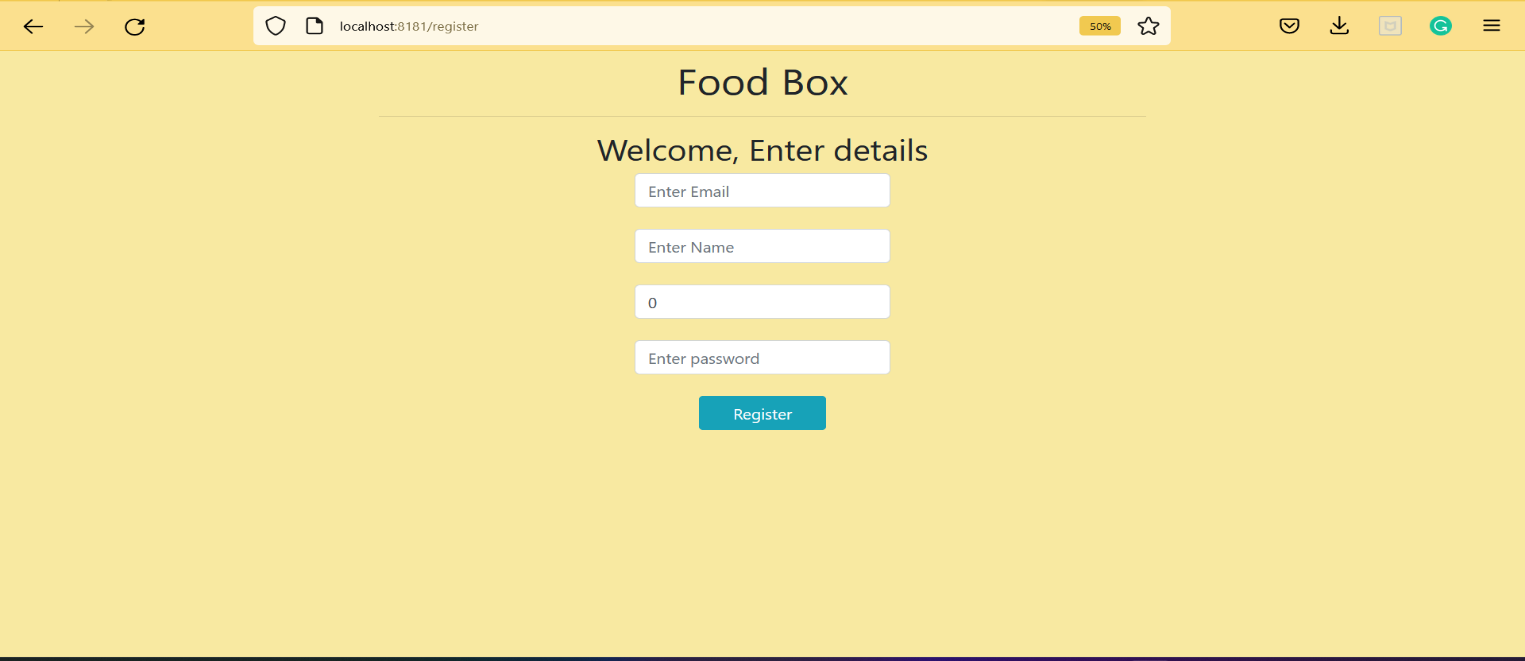 localhost:8181/register
50%
Food Box
Welcome, Enter details
Enter Email
Enter Name
0
Enter password
Register